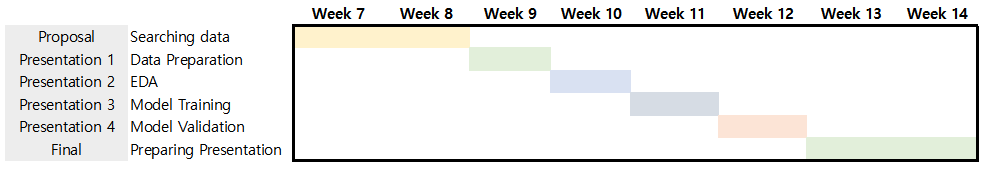 Week 7 Week 8 Week 9 Week 10 Week 11 Week 12 Week 13 Week 14
Proposal Searching data
Presentation 1 Data Preparation
Presentation 2 EDA
Presentation 3 Model Training
Presentation 4 Model Validation
Final Preparing Presentation